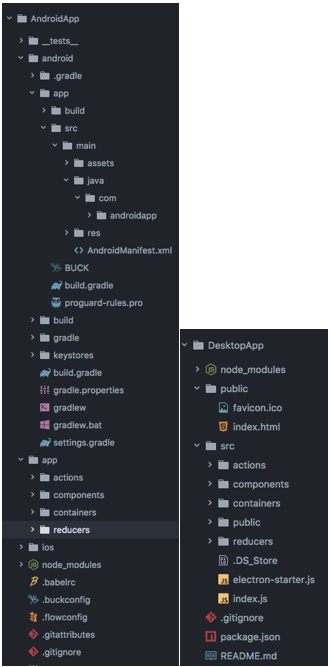 AndroidApp
__tests__
android
.gradle
app
build
src
main
assets
java
com
androidapp
res
AndroidManifest.xml
BUCK
build.gradle
proguard-rules.pro
build
gradle
keystores
build.gradle
gradle.properties
gradlew
gradlew.bat
settings.gradle
app
actions
components
containers
reducers
ios
node_modules
.babelrc
.buckconfig
.flowconfig
.gitattributes
.gitignore
DesktopApp
node_modules
public
favicon.ico
index.html
src
actions
components
containers
public
reducers
.DS_Store
electron-starter.js
index.js
.gitignore
package.json
README.md